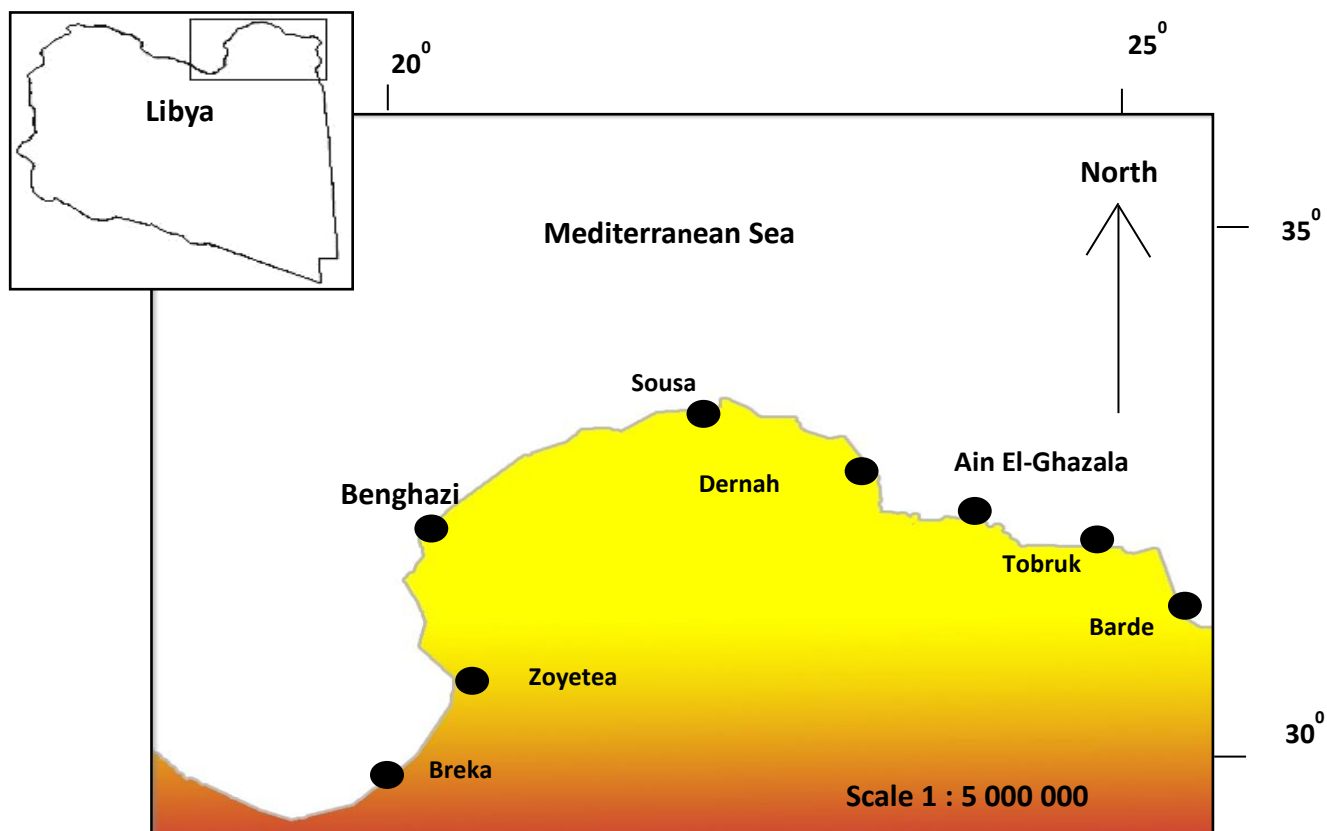 20⁰
25⁰
Libya
North
Mediterranean Sea
35⁰
Sousa
Ain El-Ghazala
Dernah
Benghazi
Tobruk
Barde
Zoyetea
30⁰
Breka
Scale 1 : 5 000 000